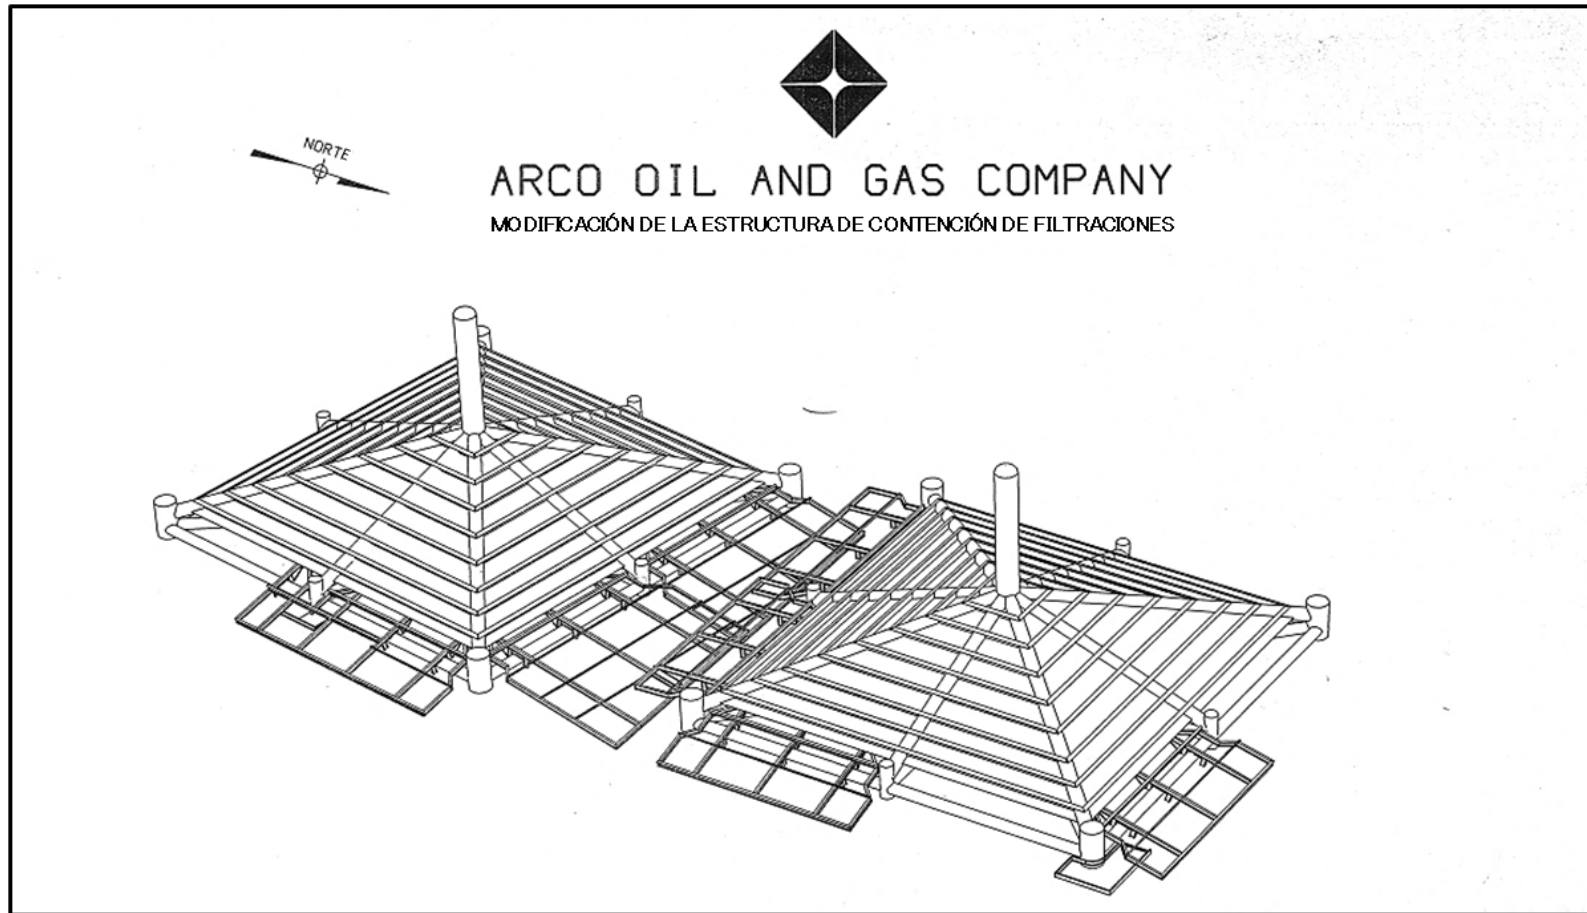 NORTE
ARCO OIL AND GAS COMPANY
MODIFICACIÓN DE LA ESTRUCTURA DE CONTENCIÓN DE FILTRACIONES